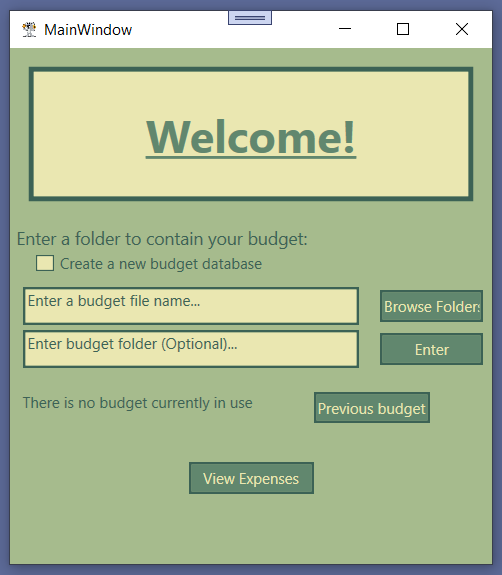 MainWindow
Welcome!
Enter a folder to contain your budget:
Create a new budget database
Enter a budget file name...
Browse Folders
Enter budget folder (Optional)...
Enter
There is no budget currently in use
Previous budget
View Expenses